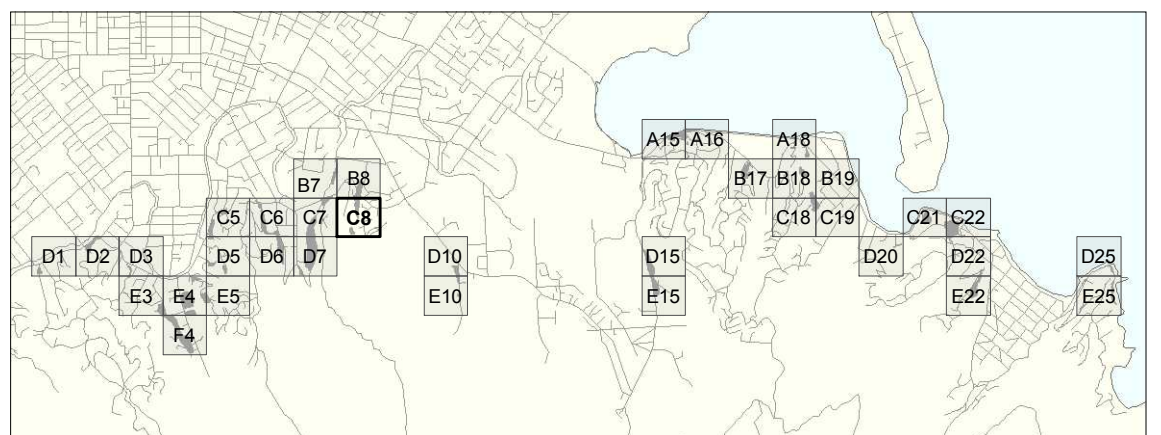 A15 A16 A18
B7 B8 B17 B18 B19
C5 C6 C7 C8 C18 C19 C21 C22
D1 D2 D3 D5 D6 D7 D10 D15 D20 D22 D25
E3 E4 E5 E10 E15 E22 E25
F4